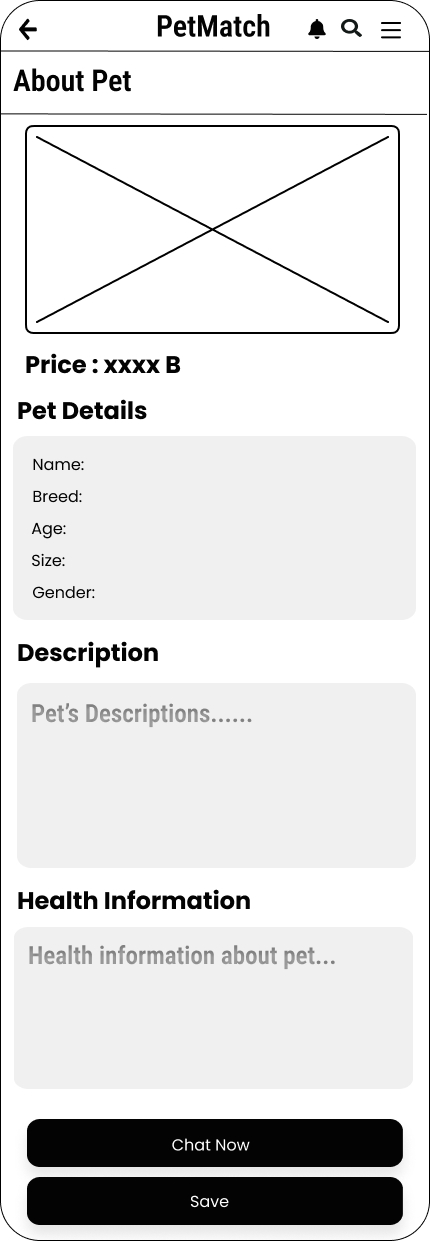 PetMatch
About Pet
Price : xxxx B
Pet Details
Name:
Breed:
Age:
Size:
Gender:
Description
Pet's Descriptions......
Health Information
Health information about pet...
Chat Now
Save